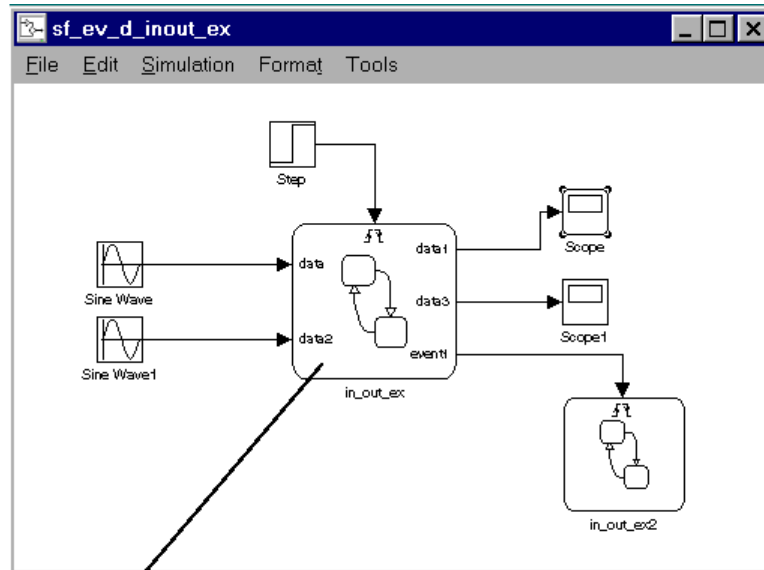 sf_ev_d_inout_ex
File Edit Simulation Format Tools
Step
data
data2
data1
data3
event1
in_out_ex
Sine Wave
Sine Wave1
Scope
Scope1
in_out_ex2